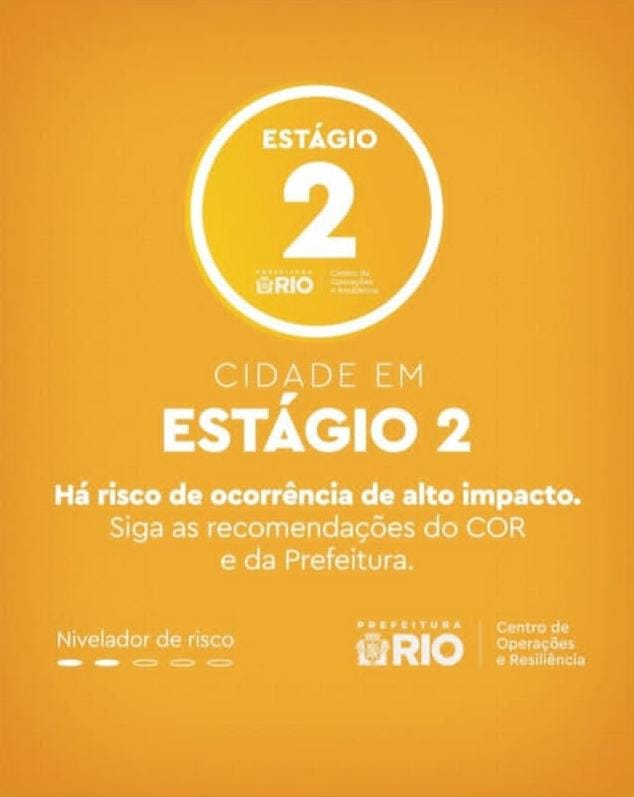 ESTÁGIO
2
PREFEITURA
RIO
Centro de
Operações
e Resiliência
CIDADE EM
ESTÁGIO 2
Há risco de ocorrência de alto impacto.
Siga as recomendações do COR
e da Prefeitura.
Nivelador de risco
PREFEITURA
RIO
Centro de
Operações
e Resiliência